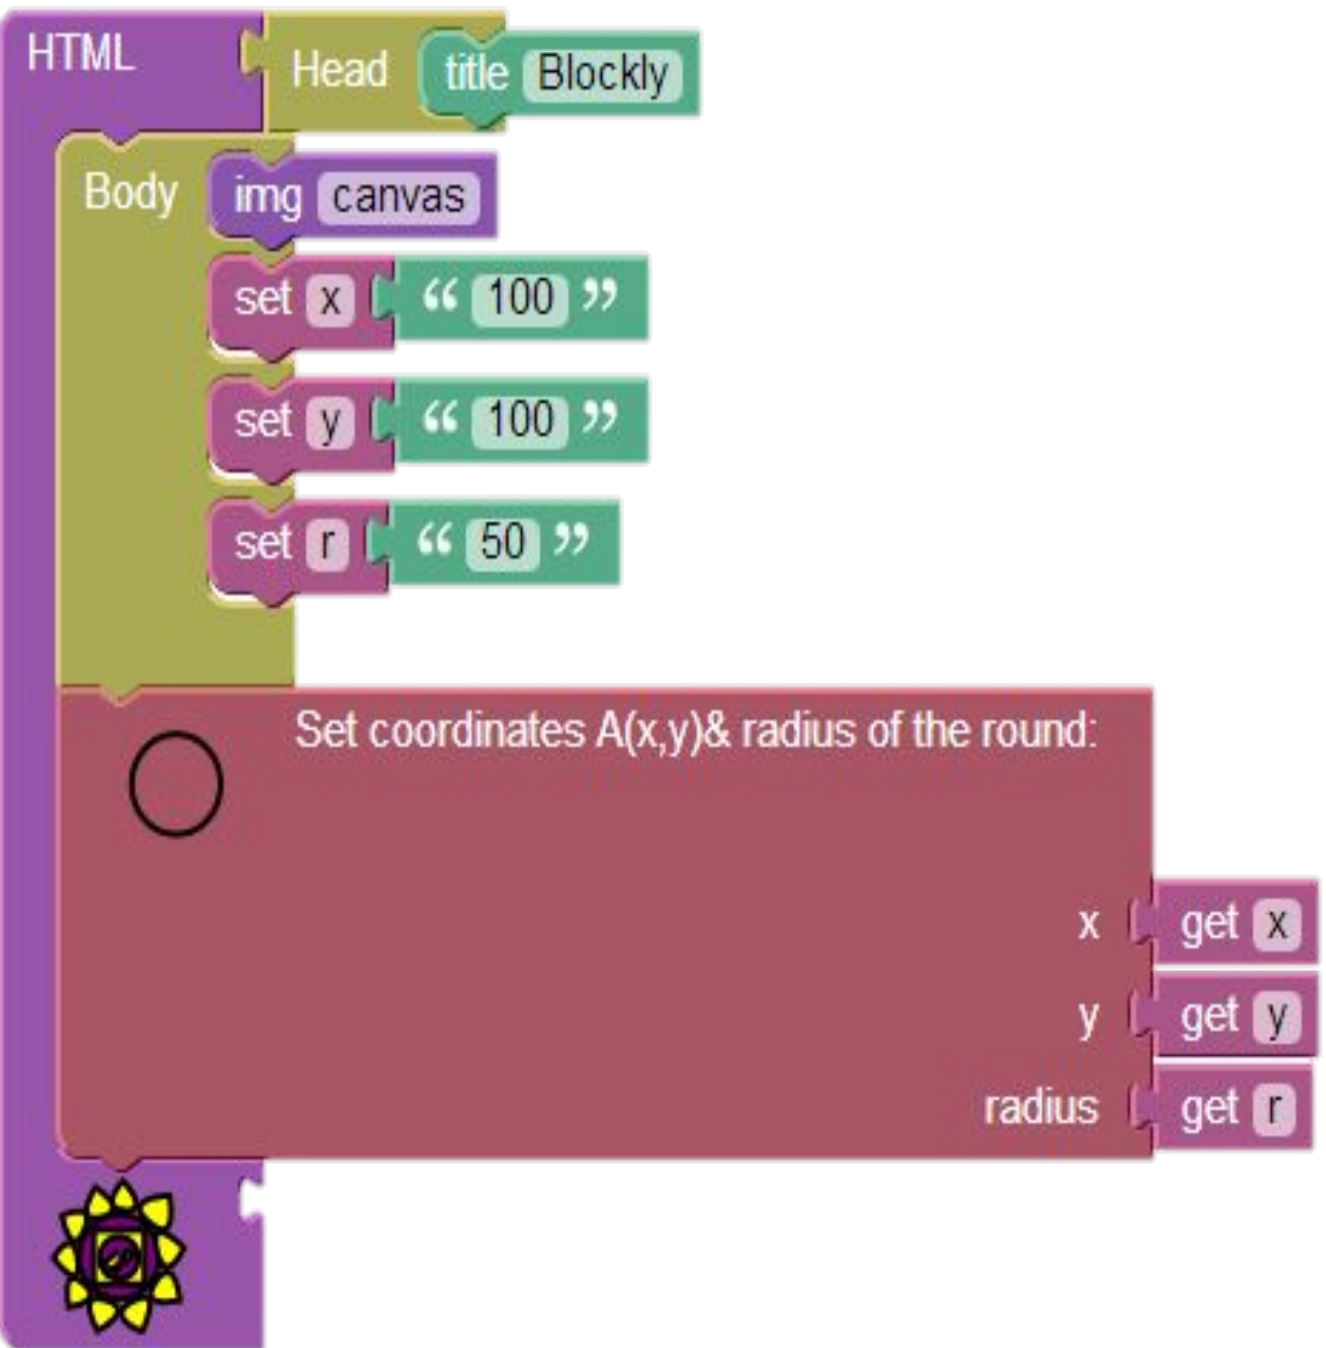 HTML Head title Blockly
Body img canvas
set x “ 100 ”
set y “ 100 ”
set r “ 50 ”
Set coordinates A(x,y)& radius of the round:
x get x
y get y
radius get r